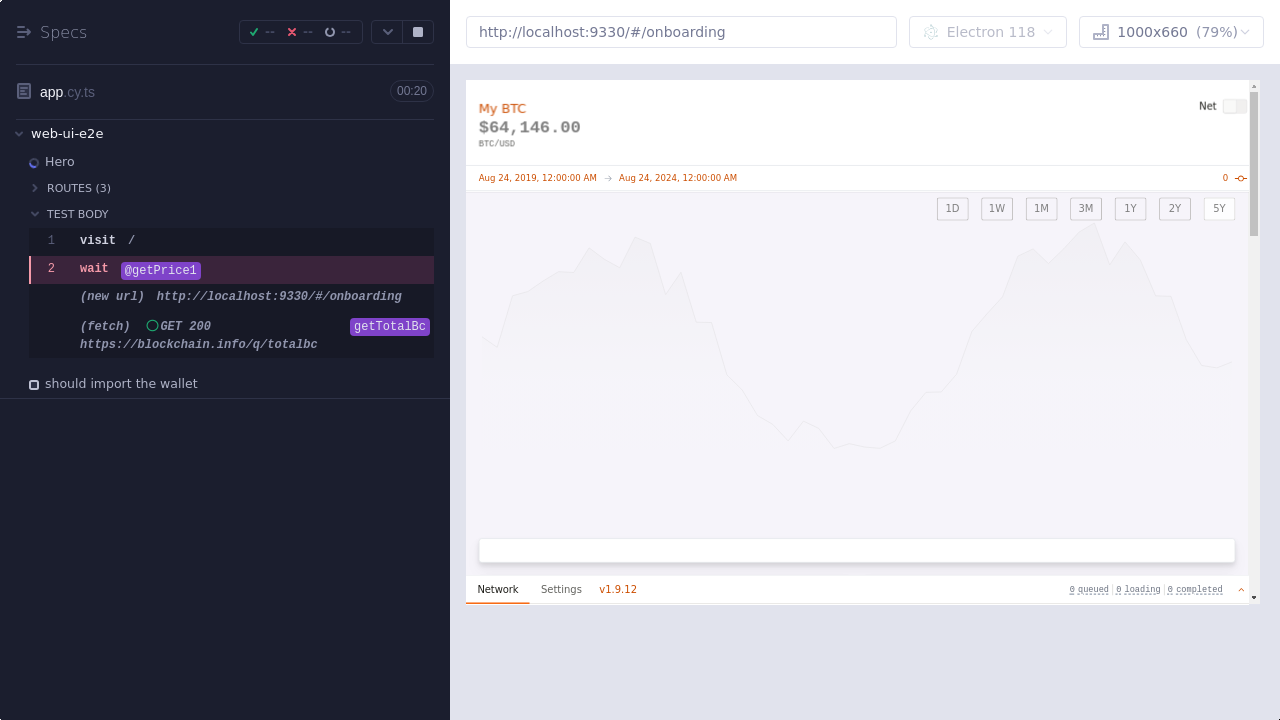 Specs
-- -- --
http://localhost:9330/#/onboarding
Electron 118
1000x660 (79%)
app.cy.ts
00:20
web-ui-e2e
Hero
ROUTES (3)
TEST BODY
1 visit /
2 wait @getPrice1
(new url) http://localhost:9330/#/onboarding
(fetch) GET 200 getTotalBc
https://blockchain.info/q/totalbc
should import the wallet
My BTC
Net
$64,146.00
BTC/USD
Aug 24, 2019, 12:00:00 AM → Aug 24, 2024, 12:00:00 AM
0
1D 1W 1M 3M 1Y 2Y 5Y
Network Settings v1.9.12
0 queued 0 loading 0 completed